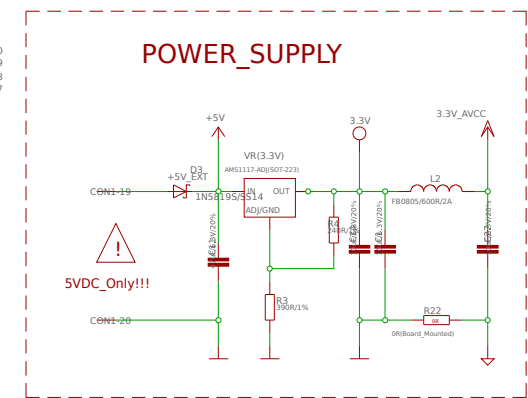 POWER_SUPPLY
+5V
3.3V
3.3V_AVCC
VR(3.3V)
AMS1117-ADJ(SOT-223)
D3
+5V_EXT
1N5819S/SS14
CON1-19
IN
OUT
ADJ/GND
L2
FB0805/600R/2A
R4
!
5VDC_Only!!!
R3
390R/1%
CON1-20
R22
0R
0R(Board_Mounted)